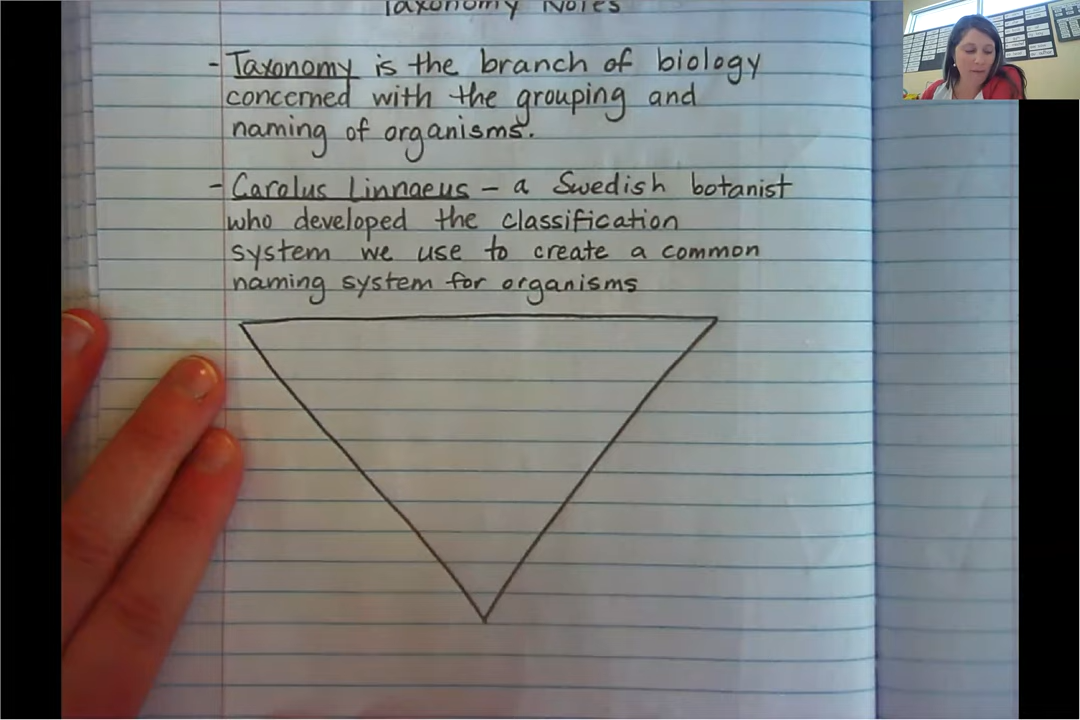 Taxonomy Notes
- Taxonomy is the branch of biology
concerned with the grouping and
naming of organisms.
- Carolus Linnaeus - a Swedish botanist
who developed the classification
system we use to create a common
naming system for organisms